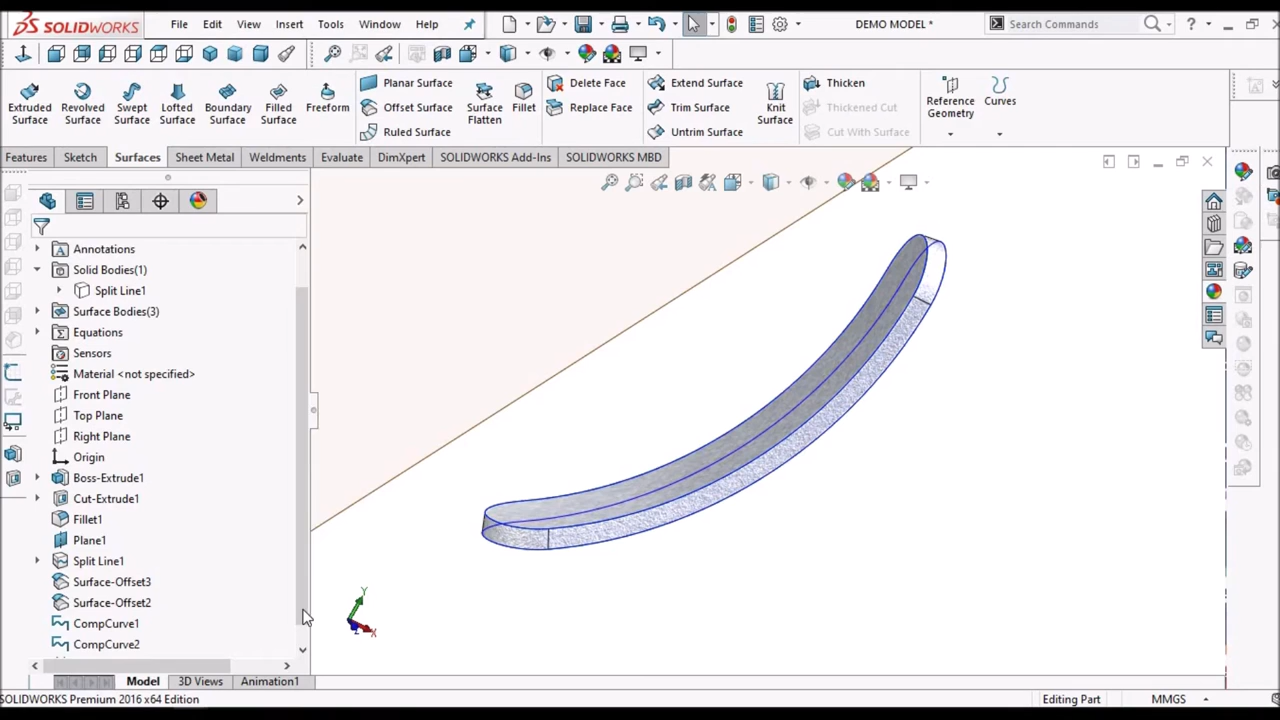 SOLIDWORKS File Edit View Insert Tools Window Help DEMO MODEL * Search Commands
Extruded Surface
Revolved Surface
Swept Surface
Lofted Surface
Boundary Surface
Filled Surface
Freeform
Planar Surface
Offset Surface
Ruled Surface
Surface Flatten
Fillet
Delete Face
Replace Face
Extend Surface
Trim Surface
Untrim Surface
Knit Surface
Thicken
Thickened Cut
Cut With Surface
Reference Geometry
Curves
Features Sketch Surfaces Sheet Metal Weldments Evaluate DimXpert SOLIDWORKS Add-Ins SOLIDWORKS MBD
Annotations
Solid Bodies(1)
Split Line1
Surface Bodies(3)
Equations
Sensors
Material <not specified>
Front Plane
Top Plane
Right Plane
Origin
Boss-Extrude1
Cut-Extrude1
Fillet1
Plane1
Split Line1
Surface-Offset3
Surface-Offset2
CompCurve1
CompCurve2
Y
X
Z
Model 3D Views Animation1
SOLIDWORKS Premium 2016 x64 Edition Editing Part MMGS